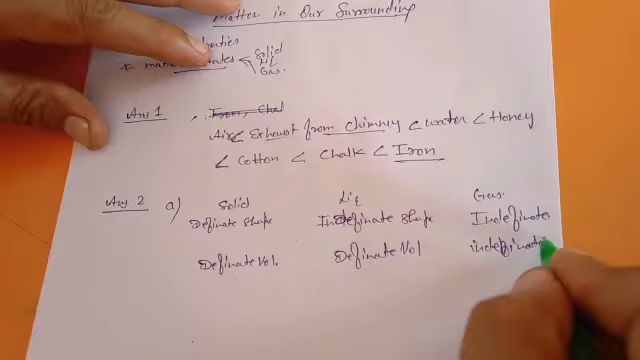 Matter in Our Surrounding
Solid
Gas.
Ans 1
Iron, Chal
Air < Exhaust from Chimney < water < Honey
< Cotton < Chalk < Iron
Ans 2 a) Solid Liq Gas.
Definate Shape Indefinate Shape Indefinate
Definate Vol. Definate Vol indefinate